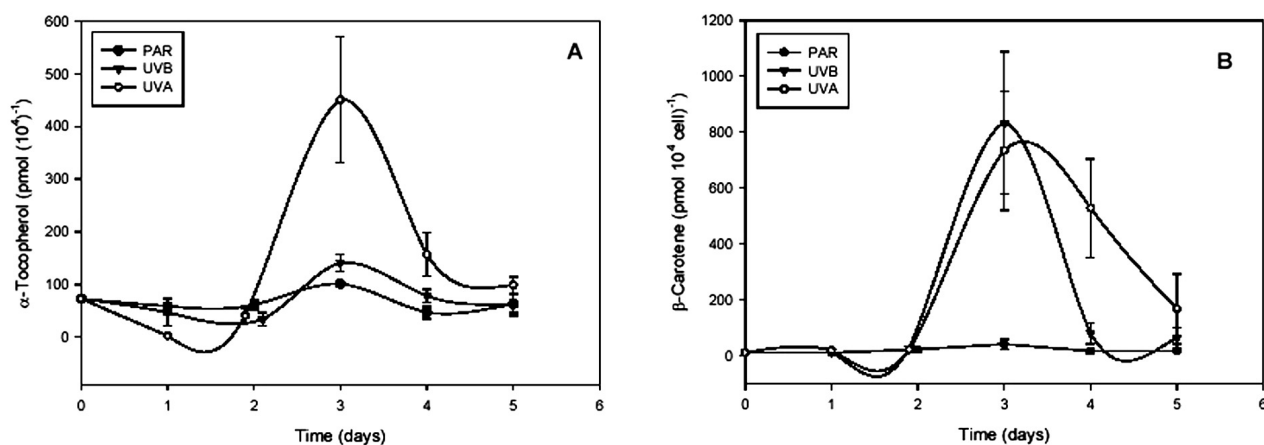 A
PAR
UVB
UVA
α-Tocopherol (pmol (10⁴)⁻¹)
600
500
400
300
200
100
0
0 1 2 3 4 5 6
Time (days)
B
PAR
UVB
UVA
β-Carotene (pmol 10⁴ cell)⁻¹
1200
1000
800
600
400
200
0
0 1 2 3 4 5 6
Time (days)